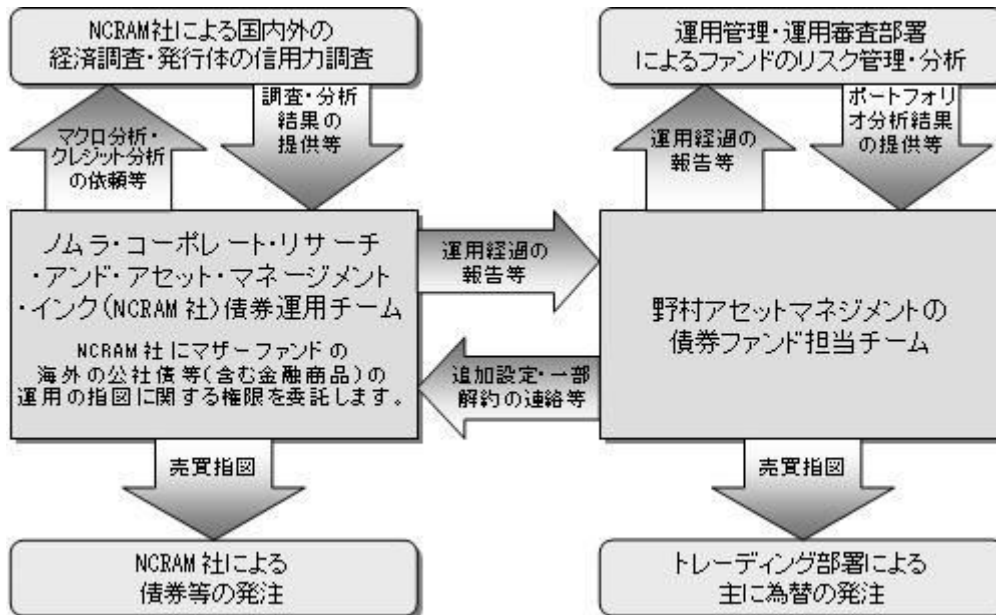 NCRAM社による国内外の
経済調査・発行体の信用力調査
運用管理・運用審査部署
によるファンドのリスク管理・分析
マクロ分析・
クレジット分析
の依頼等
調査・分析
結果の
提供等
運用経過の
報告等
ポートフォリ
オ分析結果
の提供等
ノムラ・コーポレート・リサーチ
・アンド・アセット・マネージメント
・インク(NCRAM社)債券運用チーム
NCRAM社にマザーファンドの
海外の公社債等(含む金融商品)の
運用の指図に関する権限を委託します。
運用経過の
報告等
追加設定・一部
解約の連絡等
野村アセットマネジメントの
債券ファンド担当チーム
売買指図
売買指図
NCRAM社による
債券等の発注
トレーディング部署による
主に為替の発注